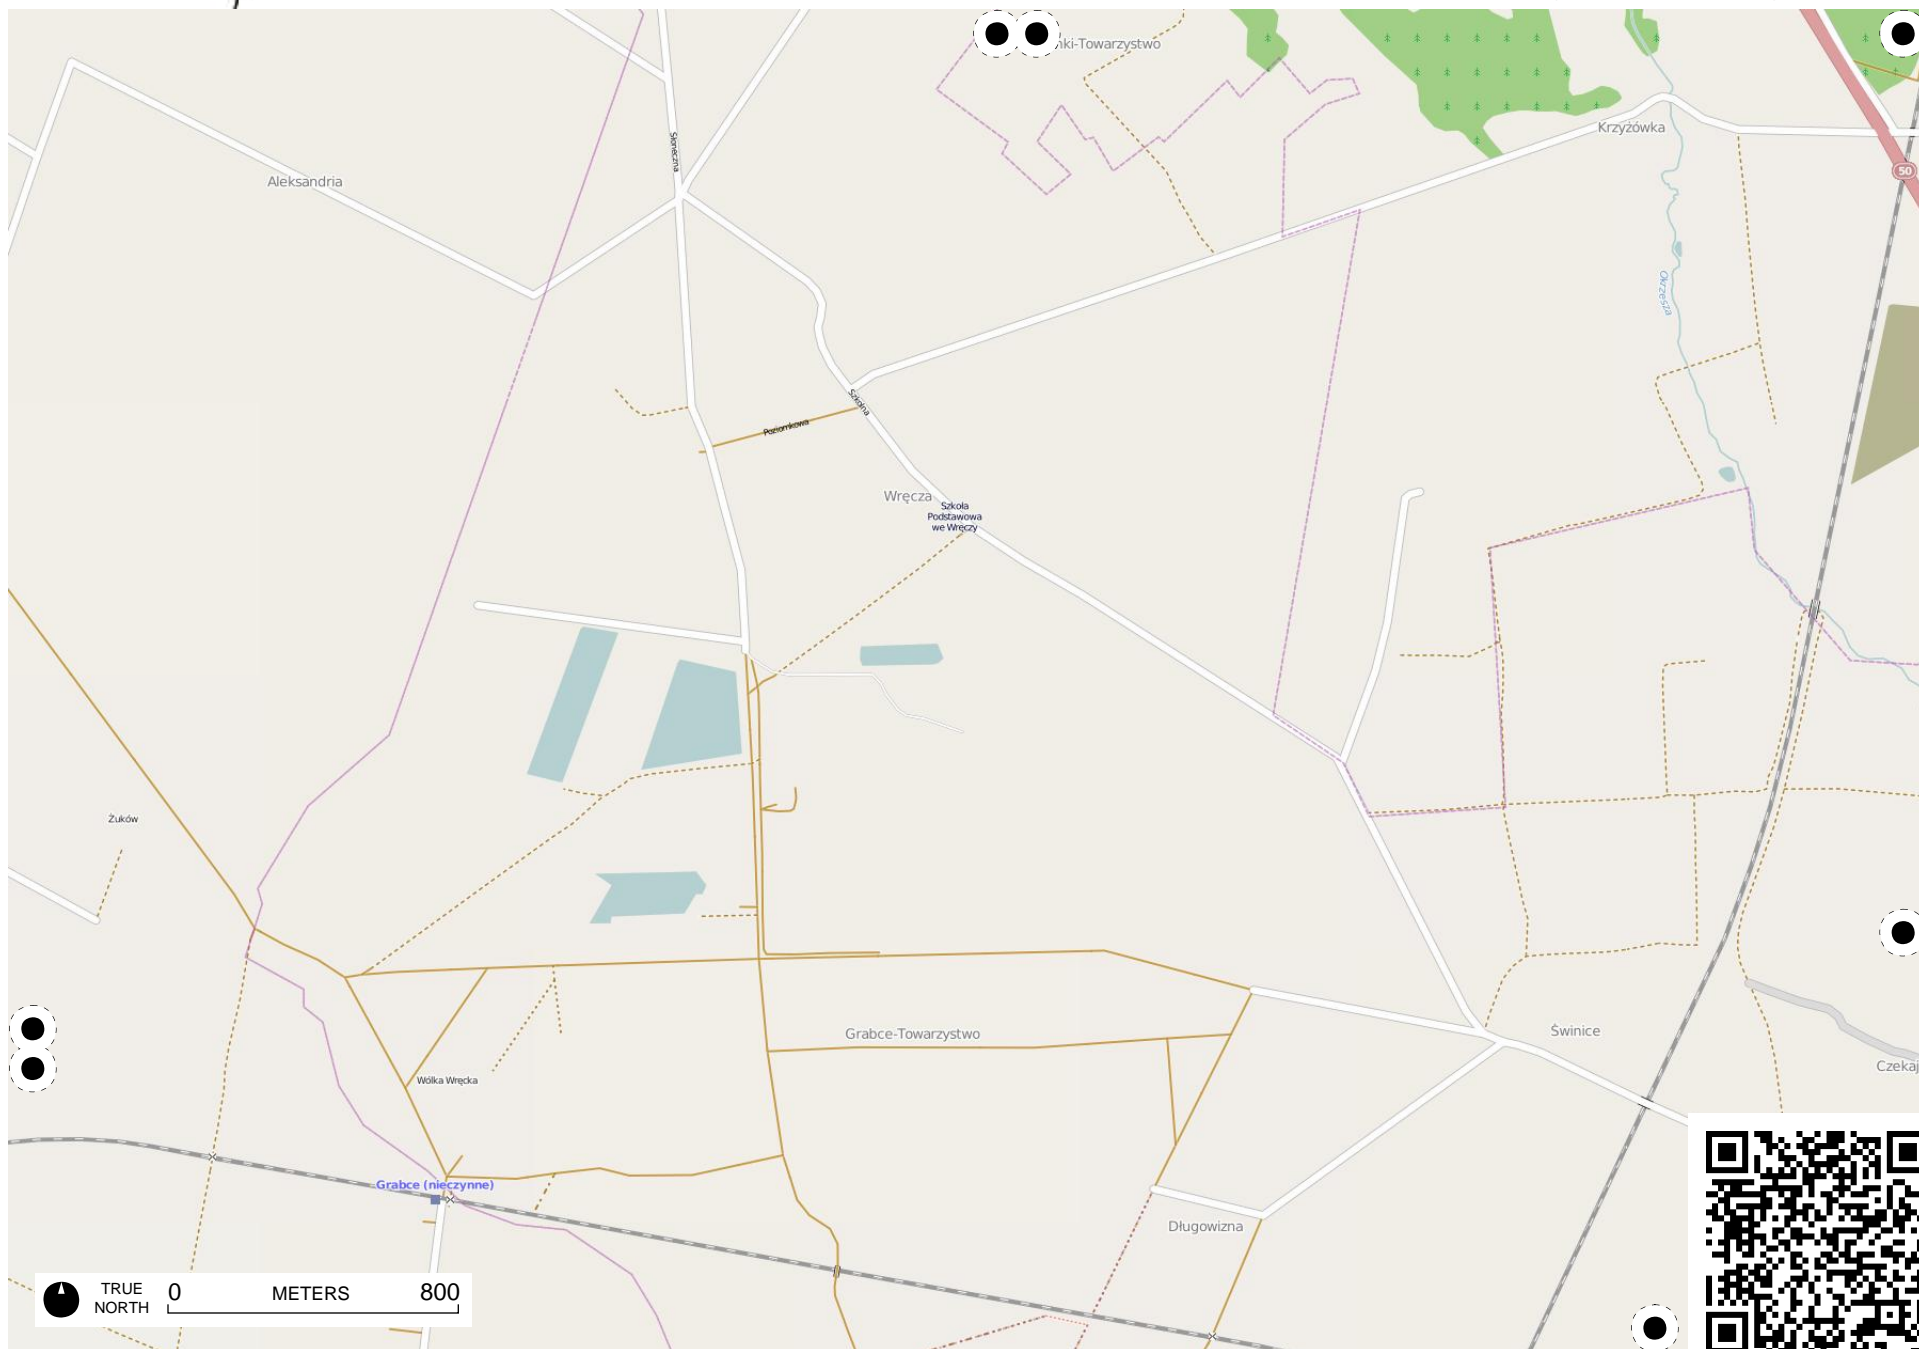 nki-Towarzystwo
Krzyżówka
Słoneczna
50
Aleksandria
Okrzesza
Szkolna
Poziomkowa
Wręcza
Szkoła
Podstawowa
we Wręczy
Żuków
Grabce-Towarzystwo
Świnice
Czekaj
Wólka Wręcka
Grabce (nieczynne)
Długowizna
TRUE
NORTH
0 METERS 800